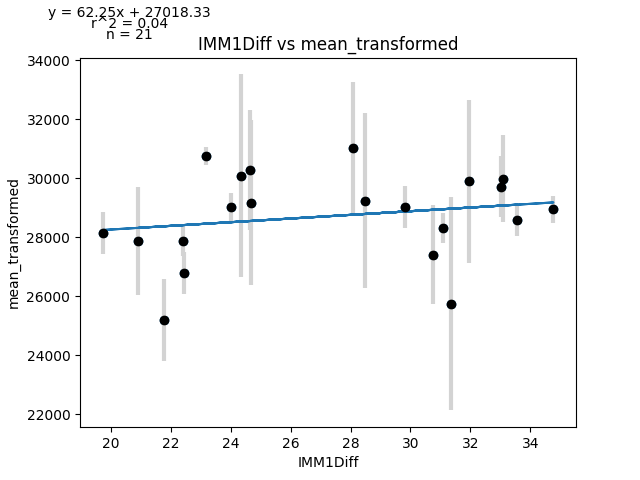 y = 62.25x + 27018.33
r^2 = 0.04
n = 21
IMM1Diff vs mean_transformed
34000
32000
30000
28000
26000
24000
22000
mean_transformed
20 22 24 26 28 30 32 34
IMM1Diff